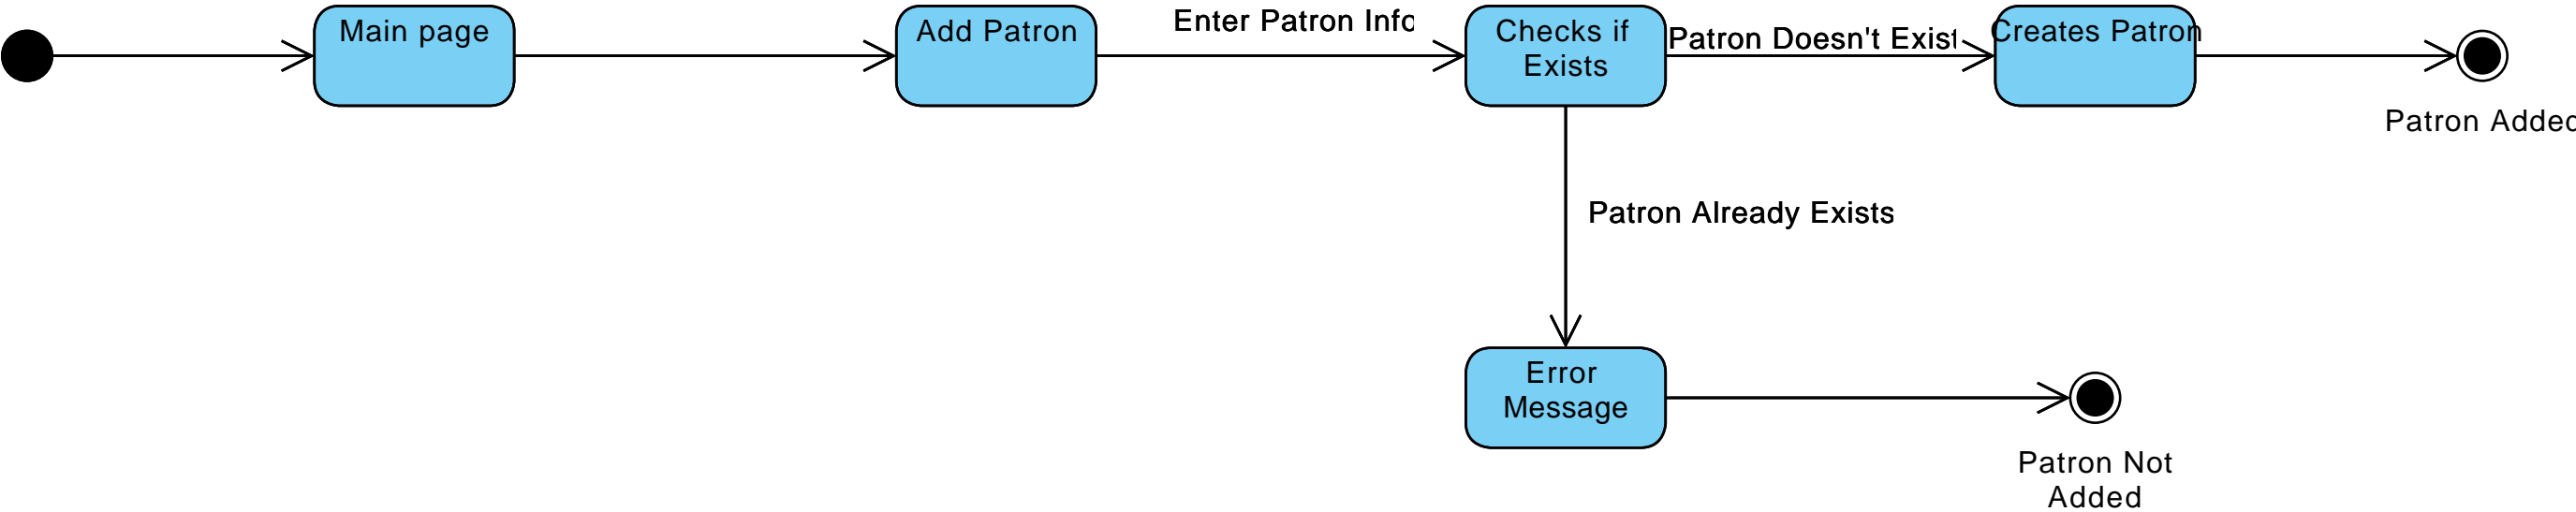 Main page
Add Patron
Enter Patron Info
Checks if
Exists
Patron Doesn't Exist
Creates Patron
Patron Added
Patron Already Exists
Error
Message
Patron Not
Added